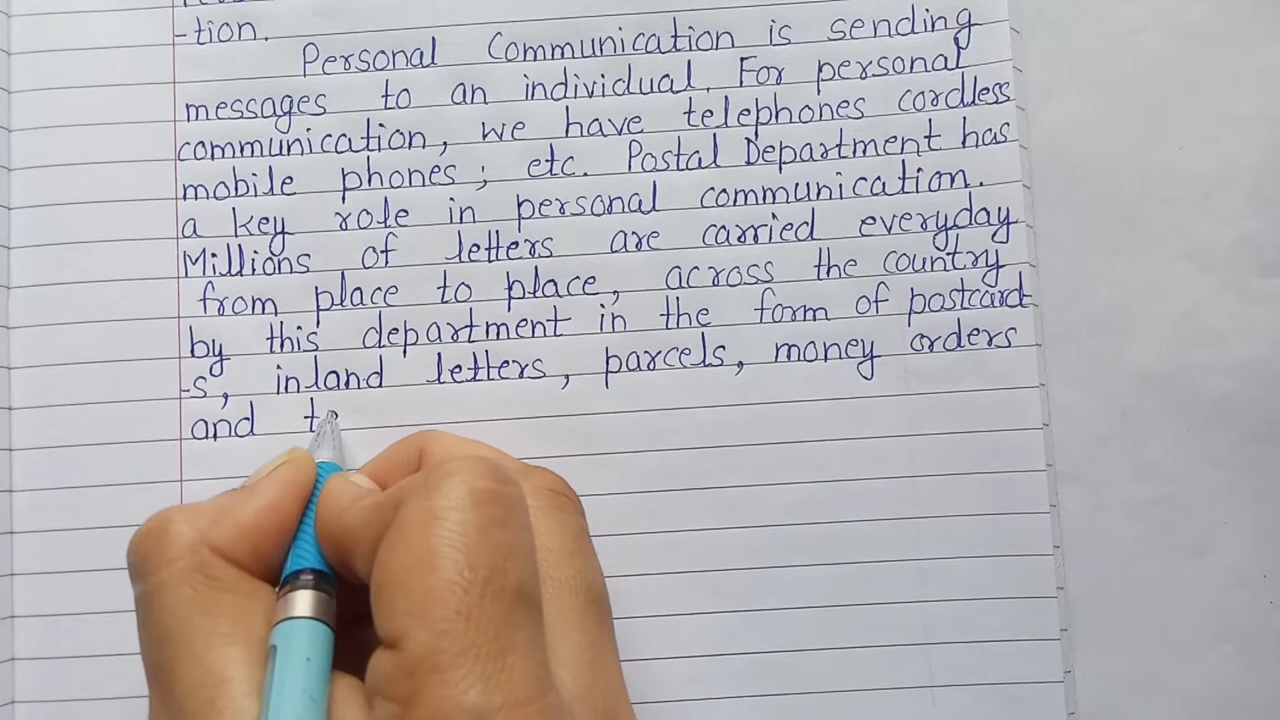 -tion.
Personal Communication is sending
messages to an individual. For personal
communication, we have telephones cordless
mobile phones; etc. Postal Department has
a key role in personal communication.
Millions of letters are carried everyday
from place to place, across the country
by this department in the form of postcard
-s, inland letters, parcels, money orders
and